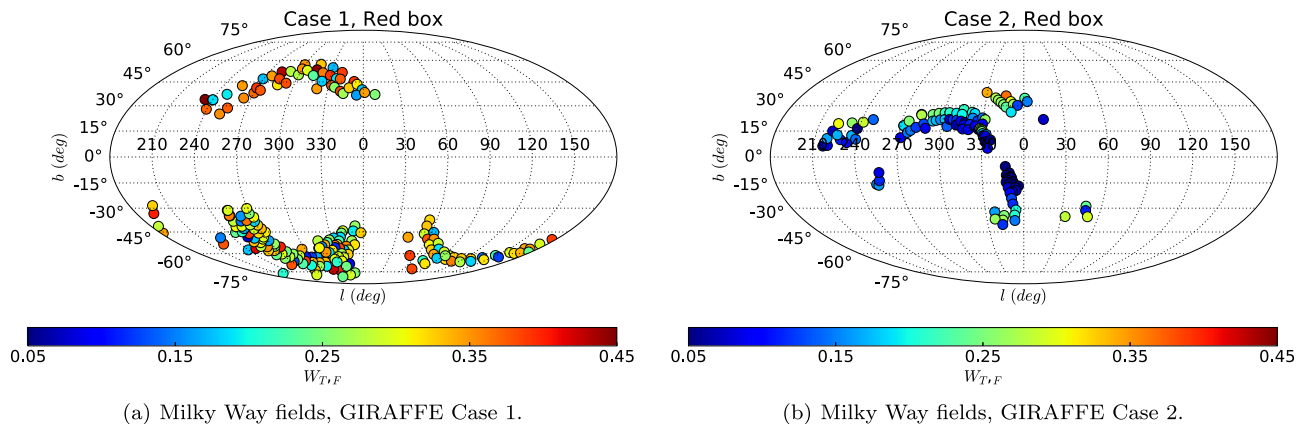 Case 1, Red box
75°
60°
45°
30°
15°
0°
-15°
-30°
-45°
-60°
-75°
210 240 270 300 330 0 30 60 90 120 150
b (deg)
l (deg)
0.05 0.15 0.25 0.35 0.45
W_{T,F}
(a) Milky Way fields, GIRAFFE Case 1.
Case 2, Red box
75°
60°
45°
30°
15°
0°
-15°
-30°
-45°
-60°
-75°
240 300 0 30 60 90 120 150
b (deg)
l (deg)
0.05 0.15 0.25 0.35 0.45
W_{T,F}
(b) Milky Way fields, GIRAFFE Case 2.